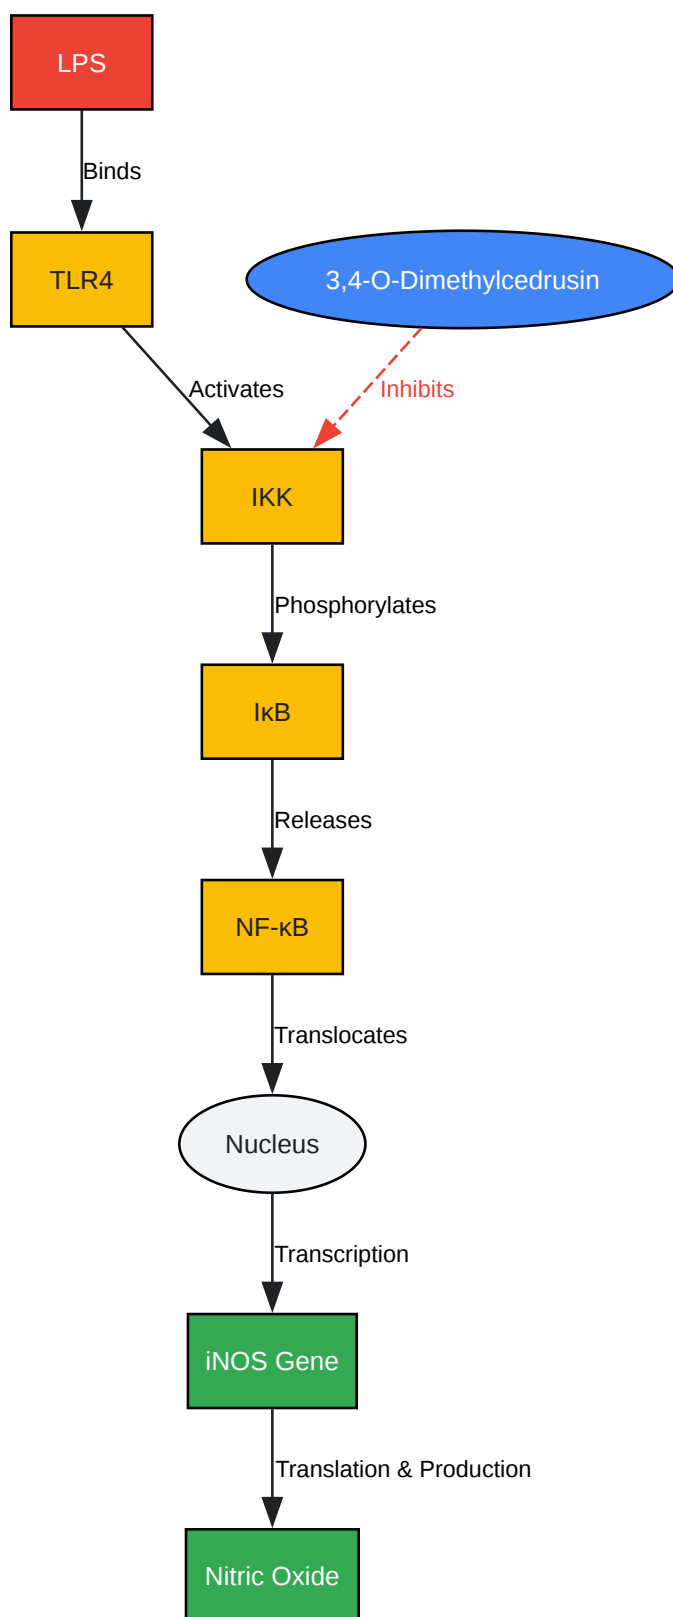 LPS
Binds
TLR4
3,4-O-Dimethylcedrusin
Activates
Inhibits
IKK
Phosphorylates
IκB
Releases
NF-κB
Translocates
Nucleus
Transcription
iNOS Gene
Translation & Production
Nitric Oxide